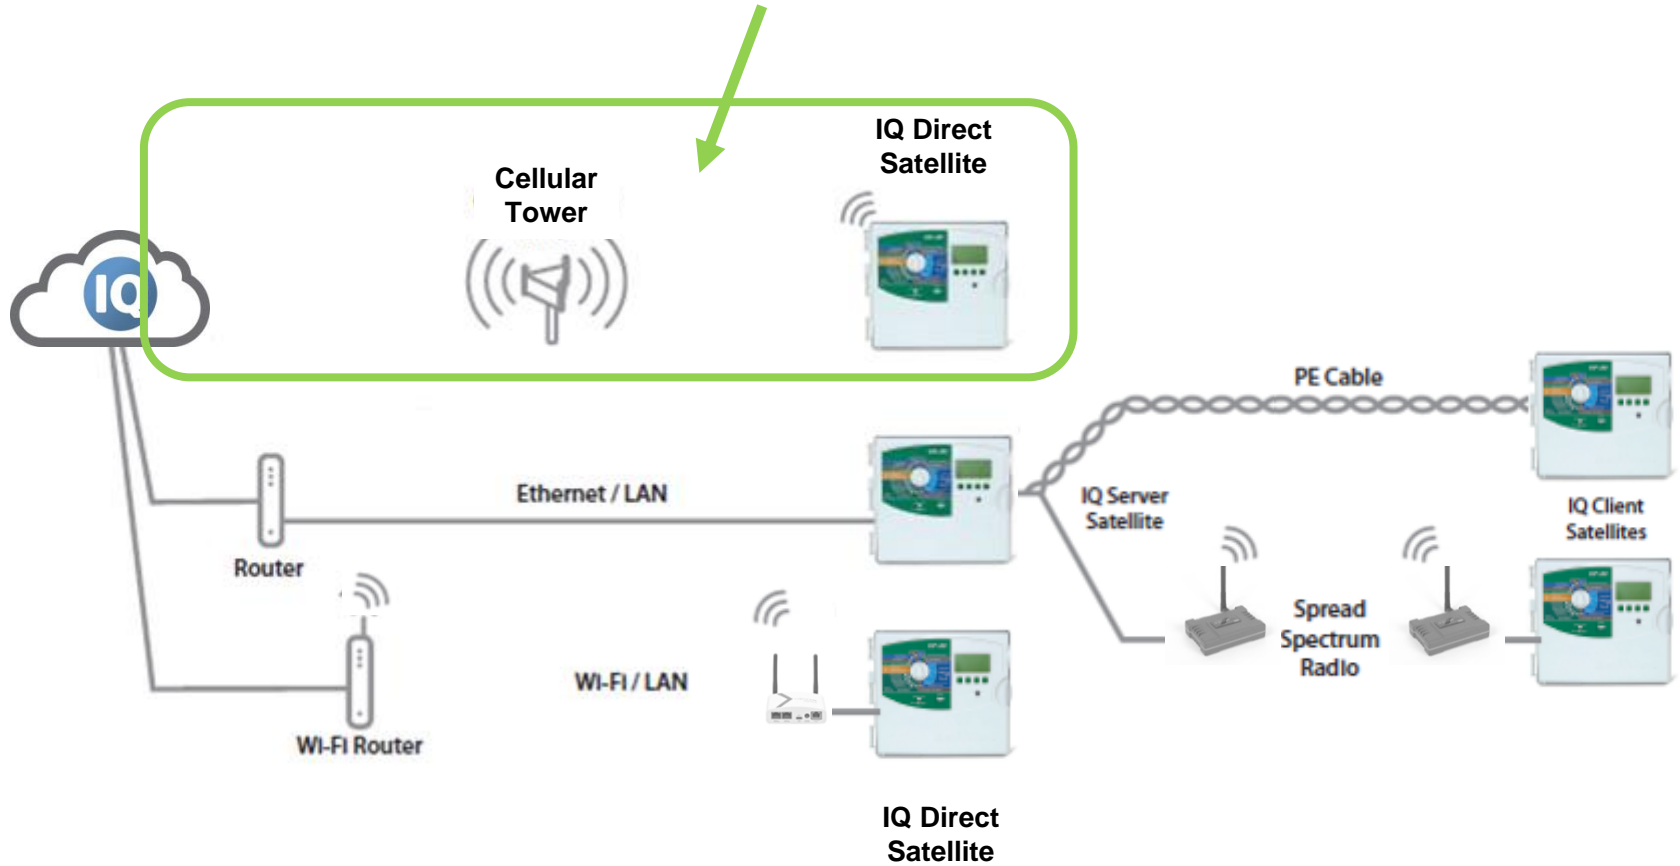 IQ Direct
Satellite
Cellular
Tower
IQ
PE Cable
Ethernet / LAN
IQ Server
Satellite
IQ Client
Satellites
Router
Spread
Spectrum
Radio
Wi-Fi / LAN
Wi-Fi Router
IQ Direct
Satellite